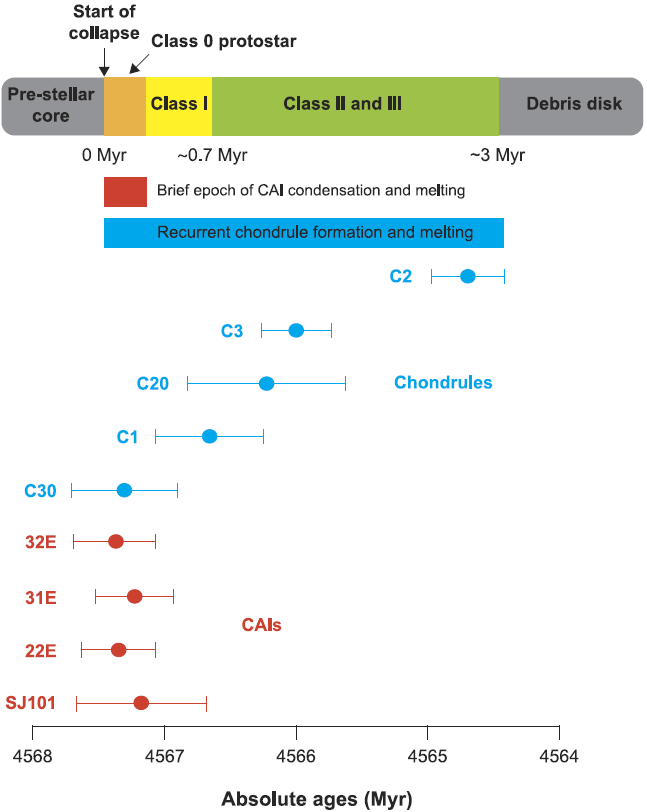 Start of
collapse
Class 0 protostar
Pre-stellar
core
Class I
Class II and III
Debris disk
0 Myr
~0.7 Myr
~3 Myr
Brief epoch of CAI condensation and melting
Recurrent chondrule formation and melting
C2
C3
C20
Chondrules
C1
C30
32E
31E
CAIs
22E
SJ101
4568
4567
4566
4565
4564
Absolute ages (Myr)